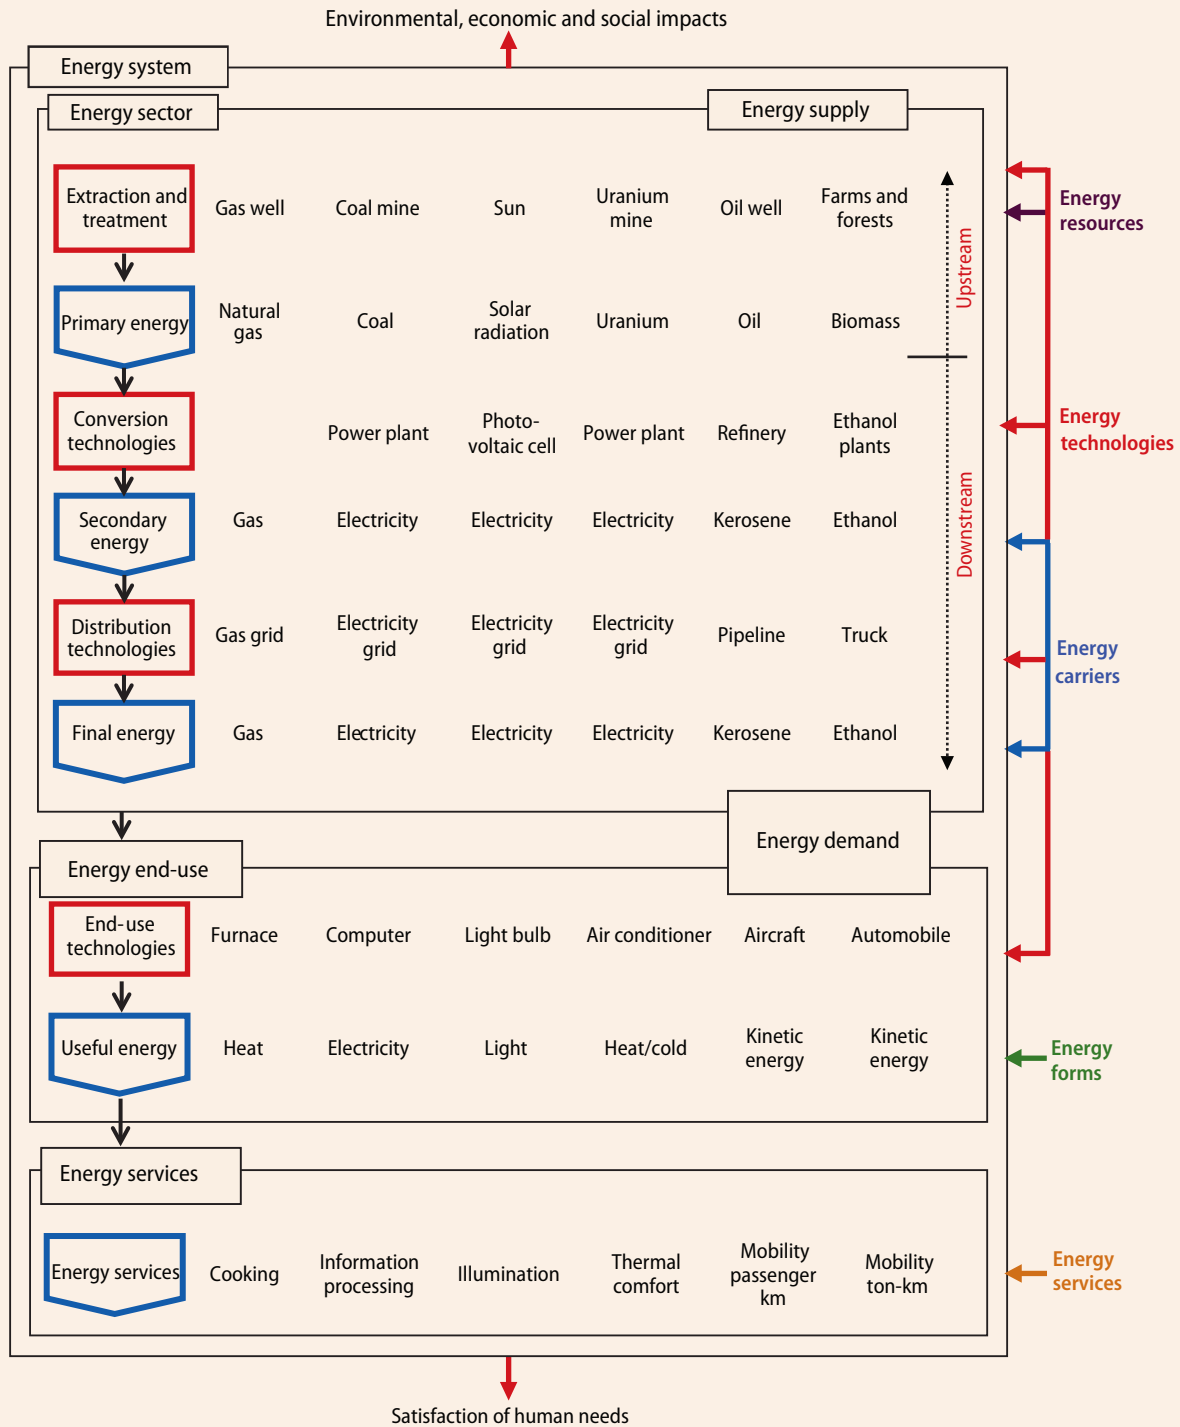 Environmental, economic and social impacts
Energy system
Energy sector
Energy supply
Extraction and
treatment
Gas well
Coal mine
Sun
Uranium
mine
Oil well
Farms and
forests
Upstream
Energy
resources
Primary energy
Natural
gas
Coal
Solar
radiation
Uranium
Oil
Biomass
Conversion
technologies
Power plant
Photo-
voltaic cell
Power plant
Refinery
Ethanol
plants
Energy
technologies
Downstream
Secondary
energy
Gas
Electricity
Electricity
Electricity
Kerosene
Ethanol
Distribution
technologies
Gas grid
Electricity
grid
Electricity
grid
Electricity
grid
Pipeline
Truck
Energy
carriers
Final energy
Gas
Electricity
Electricity
Electricity
Kerosene
Ethanol
Energy demand
Energy end-use
End-use
technologies
Furnace
Computer
Light bulb
Air conditioner
Aircraft
Automobile
Useful energy
Heat
Electricity
Light
Heat/cold
Kinetic
energy
Kinetic
energy
Energy
forms
Energy services
Energy services
Cooking
Information
processing
Illumination
Thermal
comfort
Mobility
passenger
km
Mobility
ton-km
Energy
services
Satisfaction of human needs